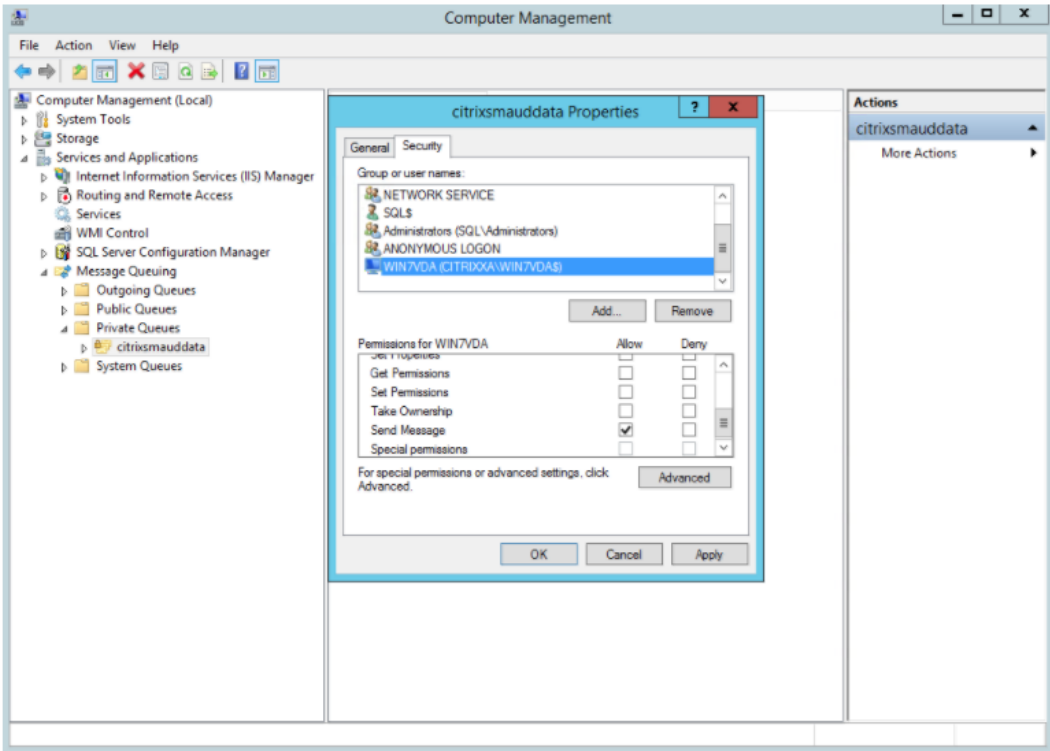 Computer Management
File Action View Help
Computer Management (Local)
System Tools
Storage
Services and Applications
Internet Information Services (IIS) Manager
Routing and Remote Access
Services
WMI Control
SQL Server Configuration Manager
Message Queuing
Outgoing Queues
Public Queues
Private Queues
citrixsmauddata
System Queues
citrixsmauddata Properties
? x
General Security
Group or user names:
NETWORK SERVICE
SQL$
Administrators (SQL\Administrators)
ANONYMOUS LOGON
WIN7VDA (CITRIXXA\WIN7VDA$)
Add... Remove
Permissions for WIN7VDA Allow Deny
Set Properties
Get Permissions
Set Permissions
Take Ownership
Send Message
Special permissions
For special permissions or advanced settings, click
Advanced.
Advanced
OK Cancel Apply
Actions
citrixsmauddata
More Actions